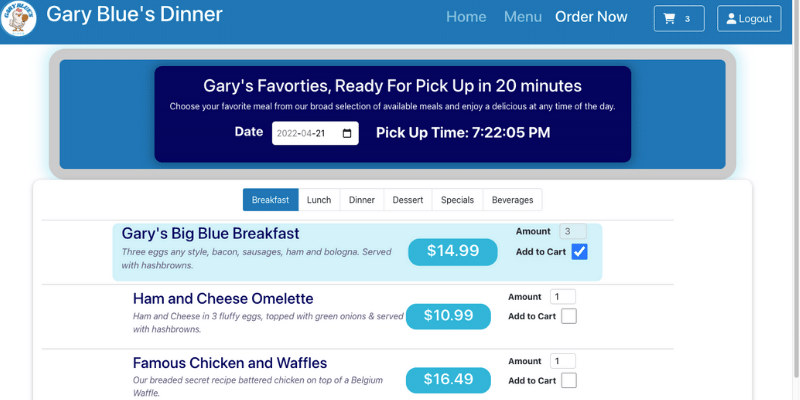 GARY BLUE'S
Gary Blue's Dinner
Home Menu Order Now
3
Logout
Gary's Favorties, Ready For Pick Up in 20 minutes
Choose your favorite meal from our broad selection of available meals and enjoy a delicious at any time of the day.
Date 2022-04-21 Pick Up Time: 7:22:05 PM
Breakfast Lunch Dinner Dessert Specials Beverages
Gary's Big Blue Breakfast
Three eggs any style, bacon, sausages, ham and bologna. Served
with hashbrowns.
$14.99
Amount 3
Add to Cart
Ham and Cheese Omelette
Ham and Cheese in 3 fluffy eggs, topped with green onions & served
with hashbrowns.
$10.99
Amount 1
Add to Cart
Famous Chicken and Waffles
Our breaded secret recipe battered chicken on top of a Belgium
Waffle.
$16.49
Amount 1
Add to Cart